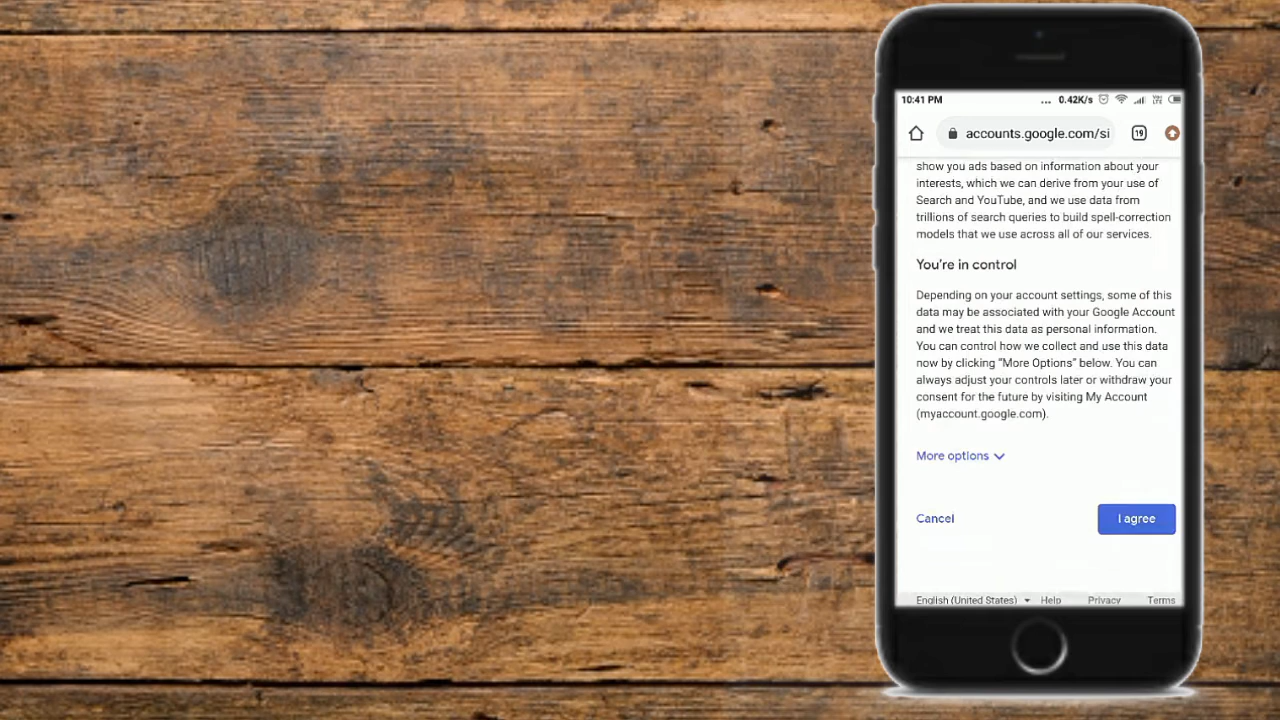 10:41 PM ... 0.42K/s
accounts.google.com/si 19
show you ads based on information about your
interests, which we can derive from your use of
Search and YouTube, and we use data from
trillions of search queries to build spell-correction
models that we use across all of our services.
You're in control
Depending on your account settings, some of this
data may be associated with your Google Account
and we treat this data as personal information.
You can control how we collect and use this data
now by clicking “More Options” below. You can
always adjust your controls later or withdraw your
consent for the future by visiting My Account
(myaccount.google.com).
More options
Cancel I agree
English (United States) Help Privacy Terms